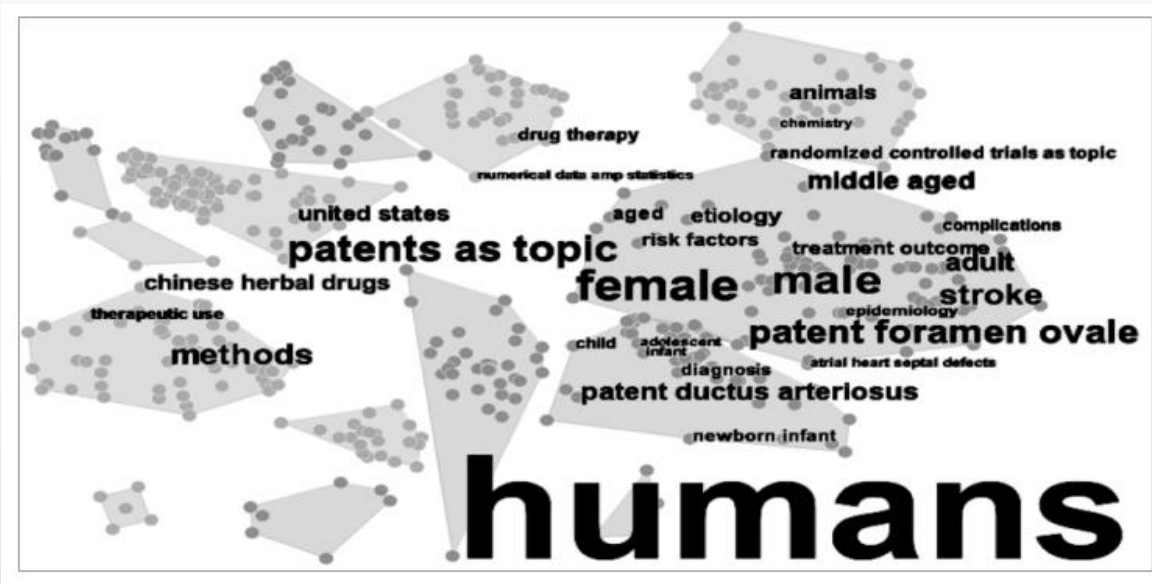 animals
chemistry
drug therapy
randomized controlled trials as topic
numerical data amp statistics
middle aged
united states
aged
etiology
complications
patents as topic
risk factors
treatment outcome
adult
chinese herbal drugs
female
male
stroke
therapeutic use
epidemiology
patent foramen ovale
methods
child
adolescent
infant
atrial heart septal defects
diagnosis
patent ductus arteriosus
newborn infant
humans